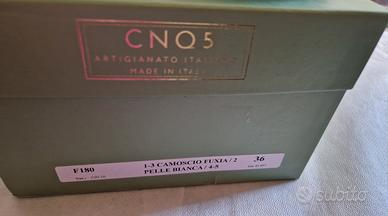 CNQ5
ARTIGIANATO ITALIANO
MADE IN ITALY
F180
1-3 CAMOSCIO FUXIA / 2
PELLE BIANCA / 4-5
36
subito